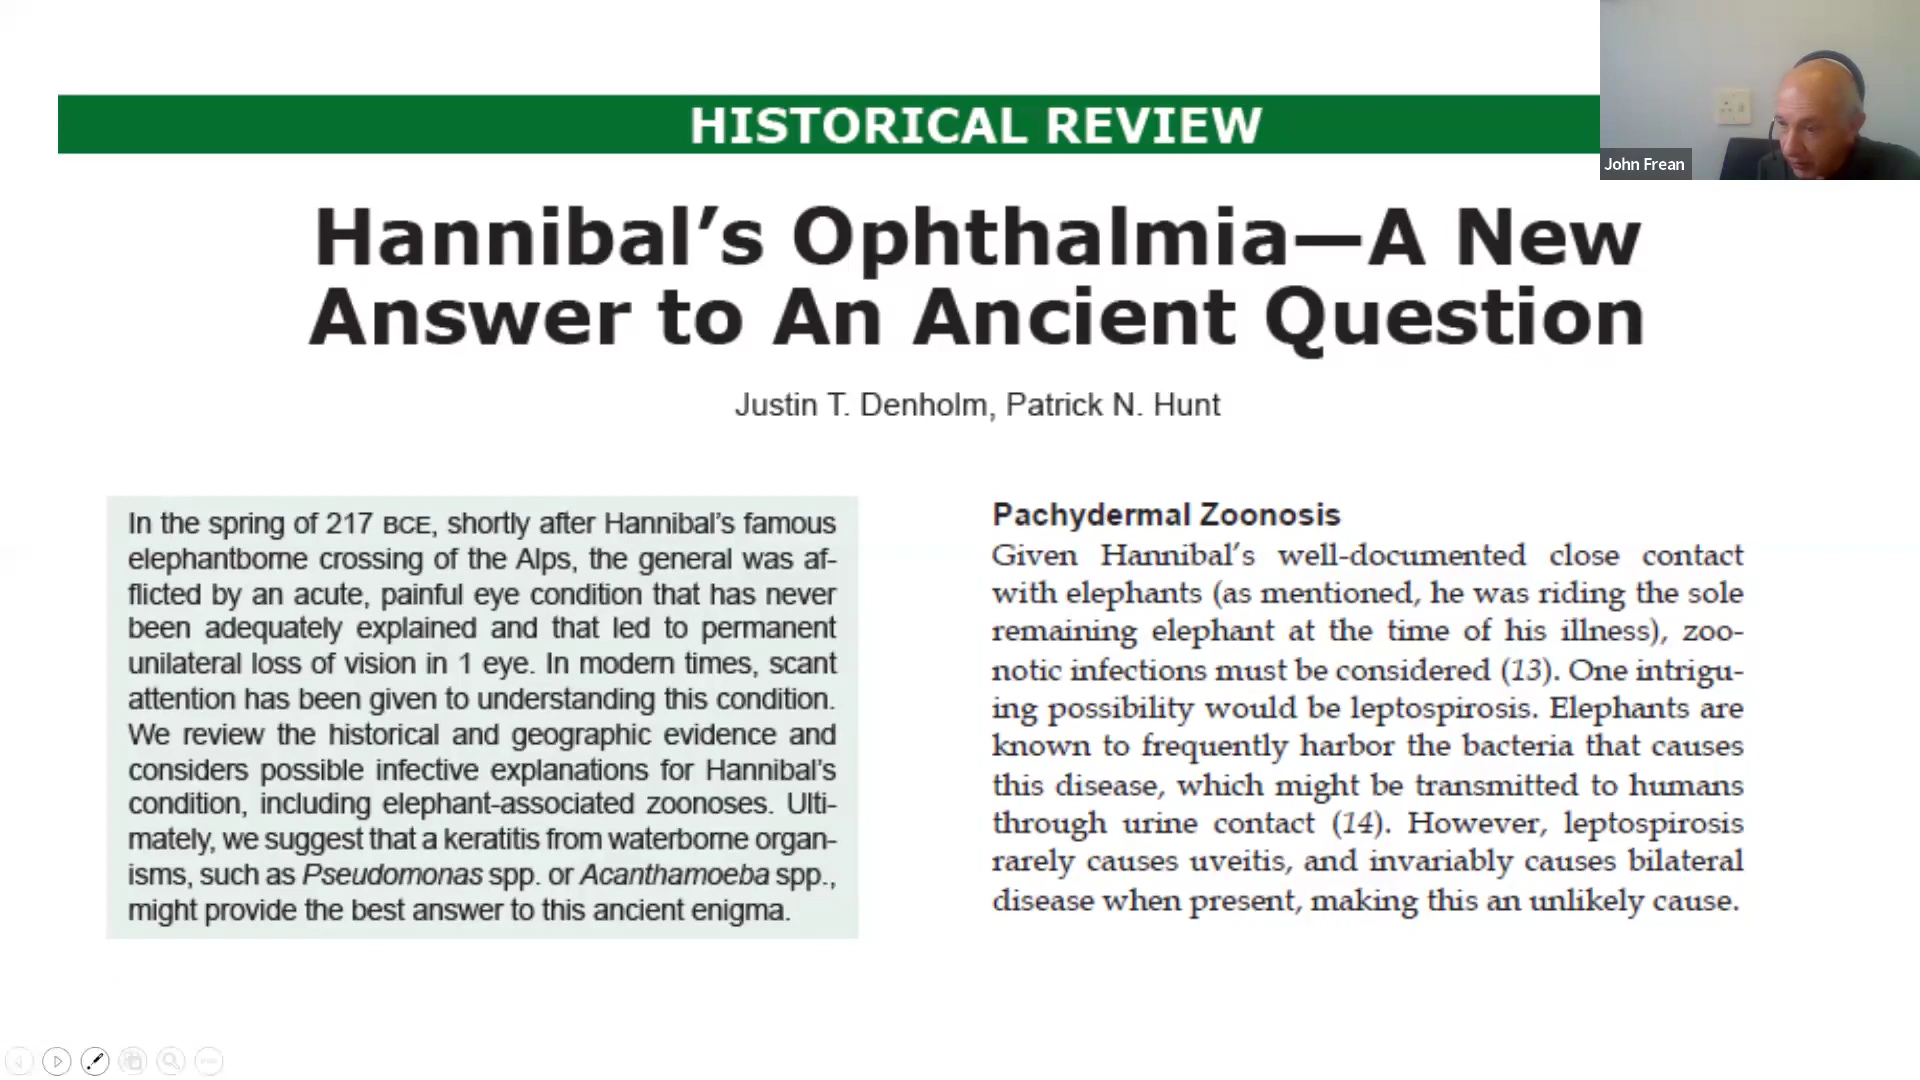 HISTORICAL REVIEW
John Frean
Hannibal’s Ophthalmia—A New
Answer to An Ancient Question
Justin T. Denholm, Patrick N. Hunt
In the spring of 217 BCE, shortly after Hannibal’s famous
elephantborne crossing of the Alps, the general was af-
flicted by an acute, painful eye condition that has never
been adequately explained and that led to permanent
unilateral loss of vision in 1 eye. In modern times, scant
attention has been given to understanding this condition.
We review the historical and geographic evidence and
considers possible infective explanations for Hannibal’s
condition, including elephant-associated zoonoses. Ulti-
mately, we suggest that a keratitis from waterborne organ-
isms, such as Pseudomonas spp. or Acanthamoeba spp.,
might provide the best answer to this ancient enigma.
Pachydermal Zoonosis
Given Hannibal’s well-documented close contact
with elephants (as mentioned, he was riding the sole
remaining elephant at the time of his illness), zoo-
notic infections must be considered (13). One intrigu-
ing possibility would be leptospirosis. Elephants are
known to frequently harbor the bacteria that causes
this disease, which might be transmitted to humans
through urine contact (14). However, leptospirosis
rarely causes uveitis, and invariably causes bilateral
disease when present, making this an unlikely cause.